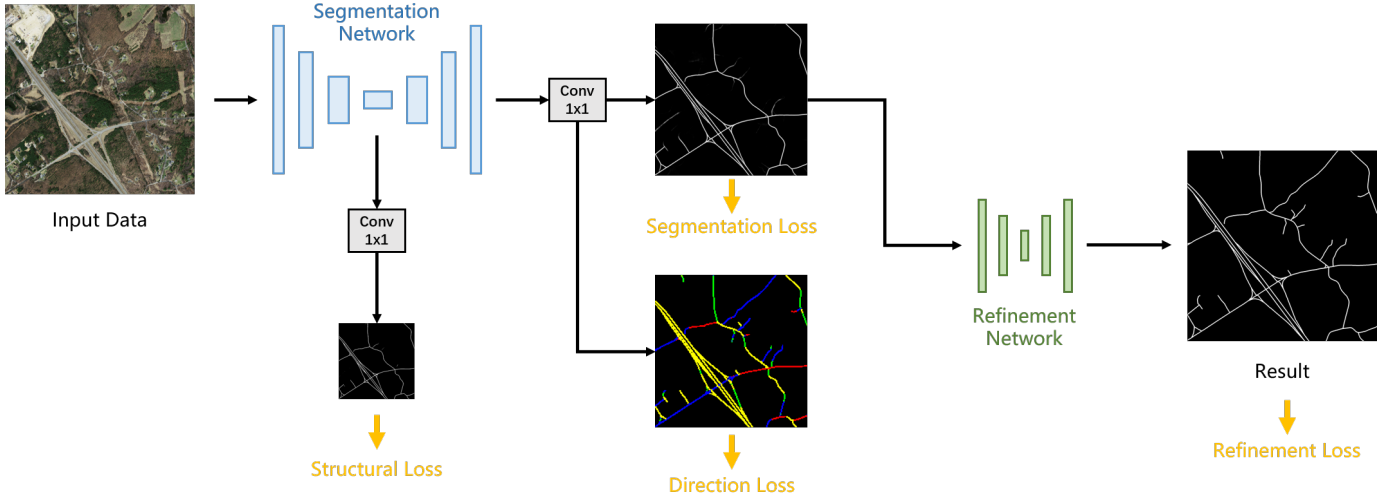 Segmentation
Network
Input Data
Conv
1x1
Structural Loss
Conv
1x1
Segmentation Loss
Direction Loss
Refinement
Network
Result
Refinement Loss